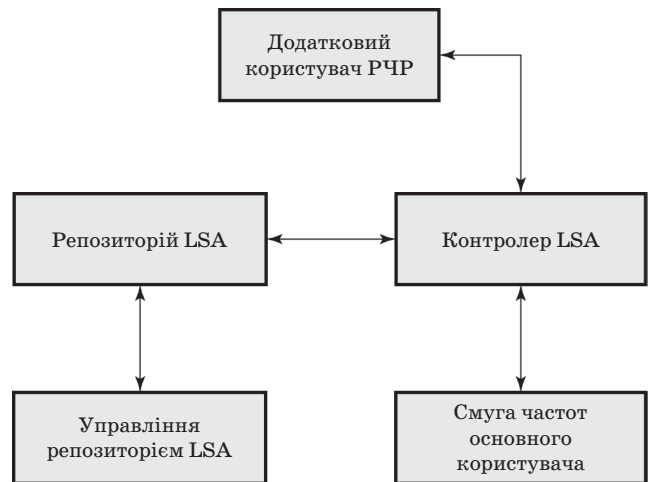 Додатковий
користувач РЧР
Репозиторій LSA
Контролер LSA
Управління
репозиторієм LSA
Смуга частот
основного
користувача